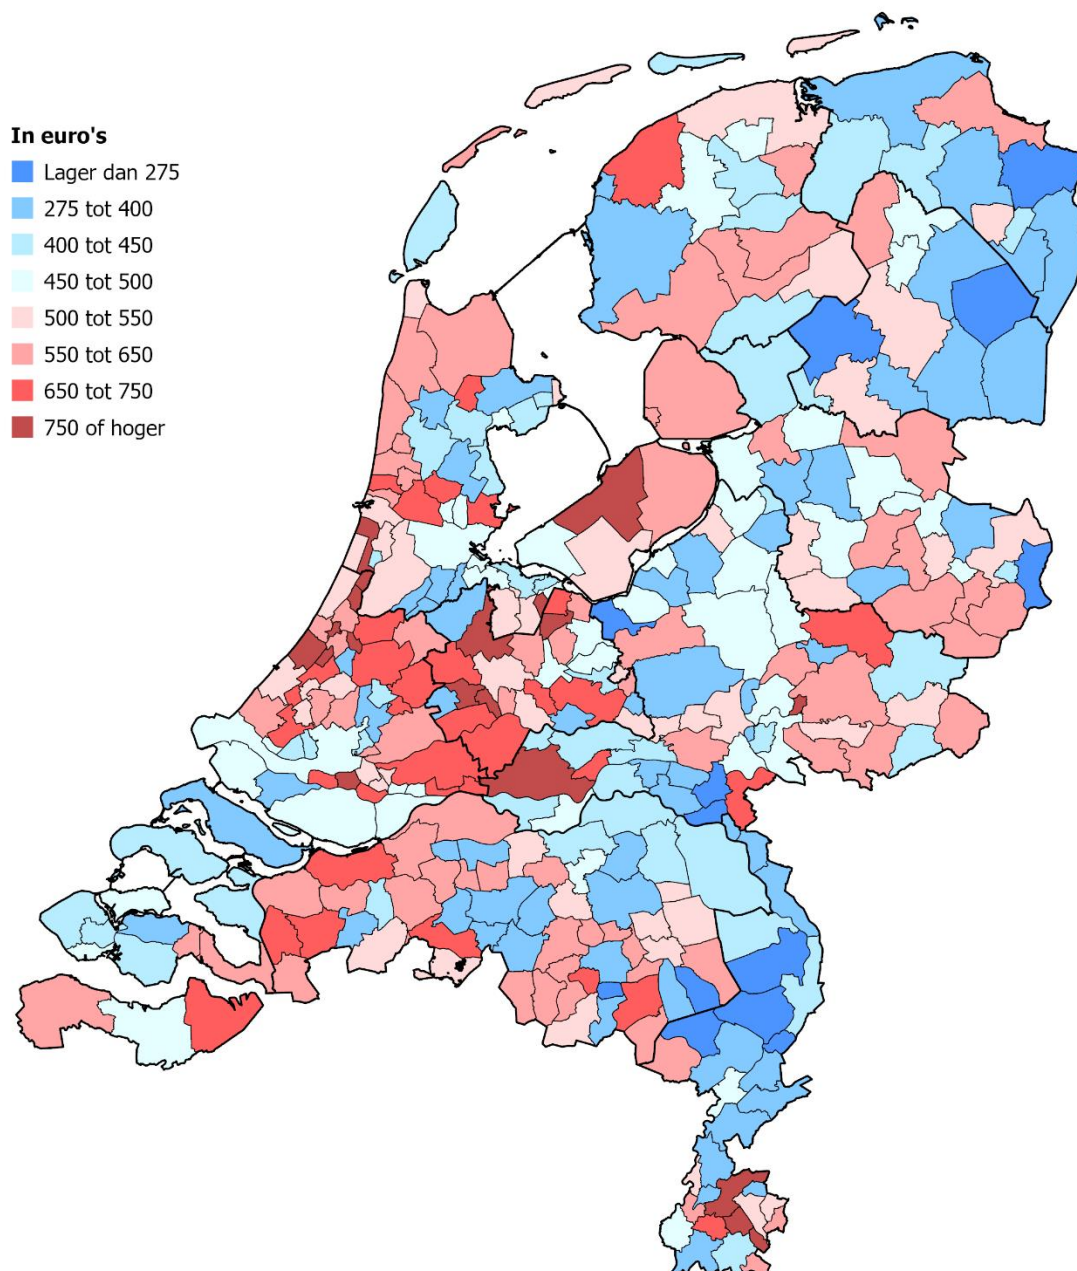 In euro's
Lager dan 275
275 tot 400
400 tot 450
450 tot 500
500 tot 550
550 tot 650
650 tot 750
750 of hoger